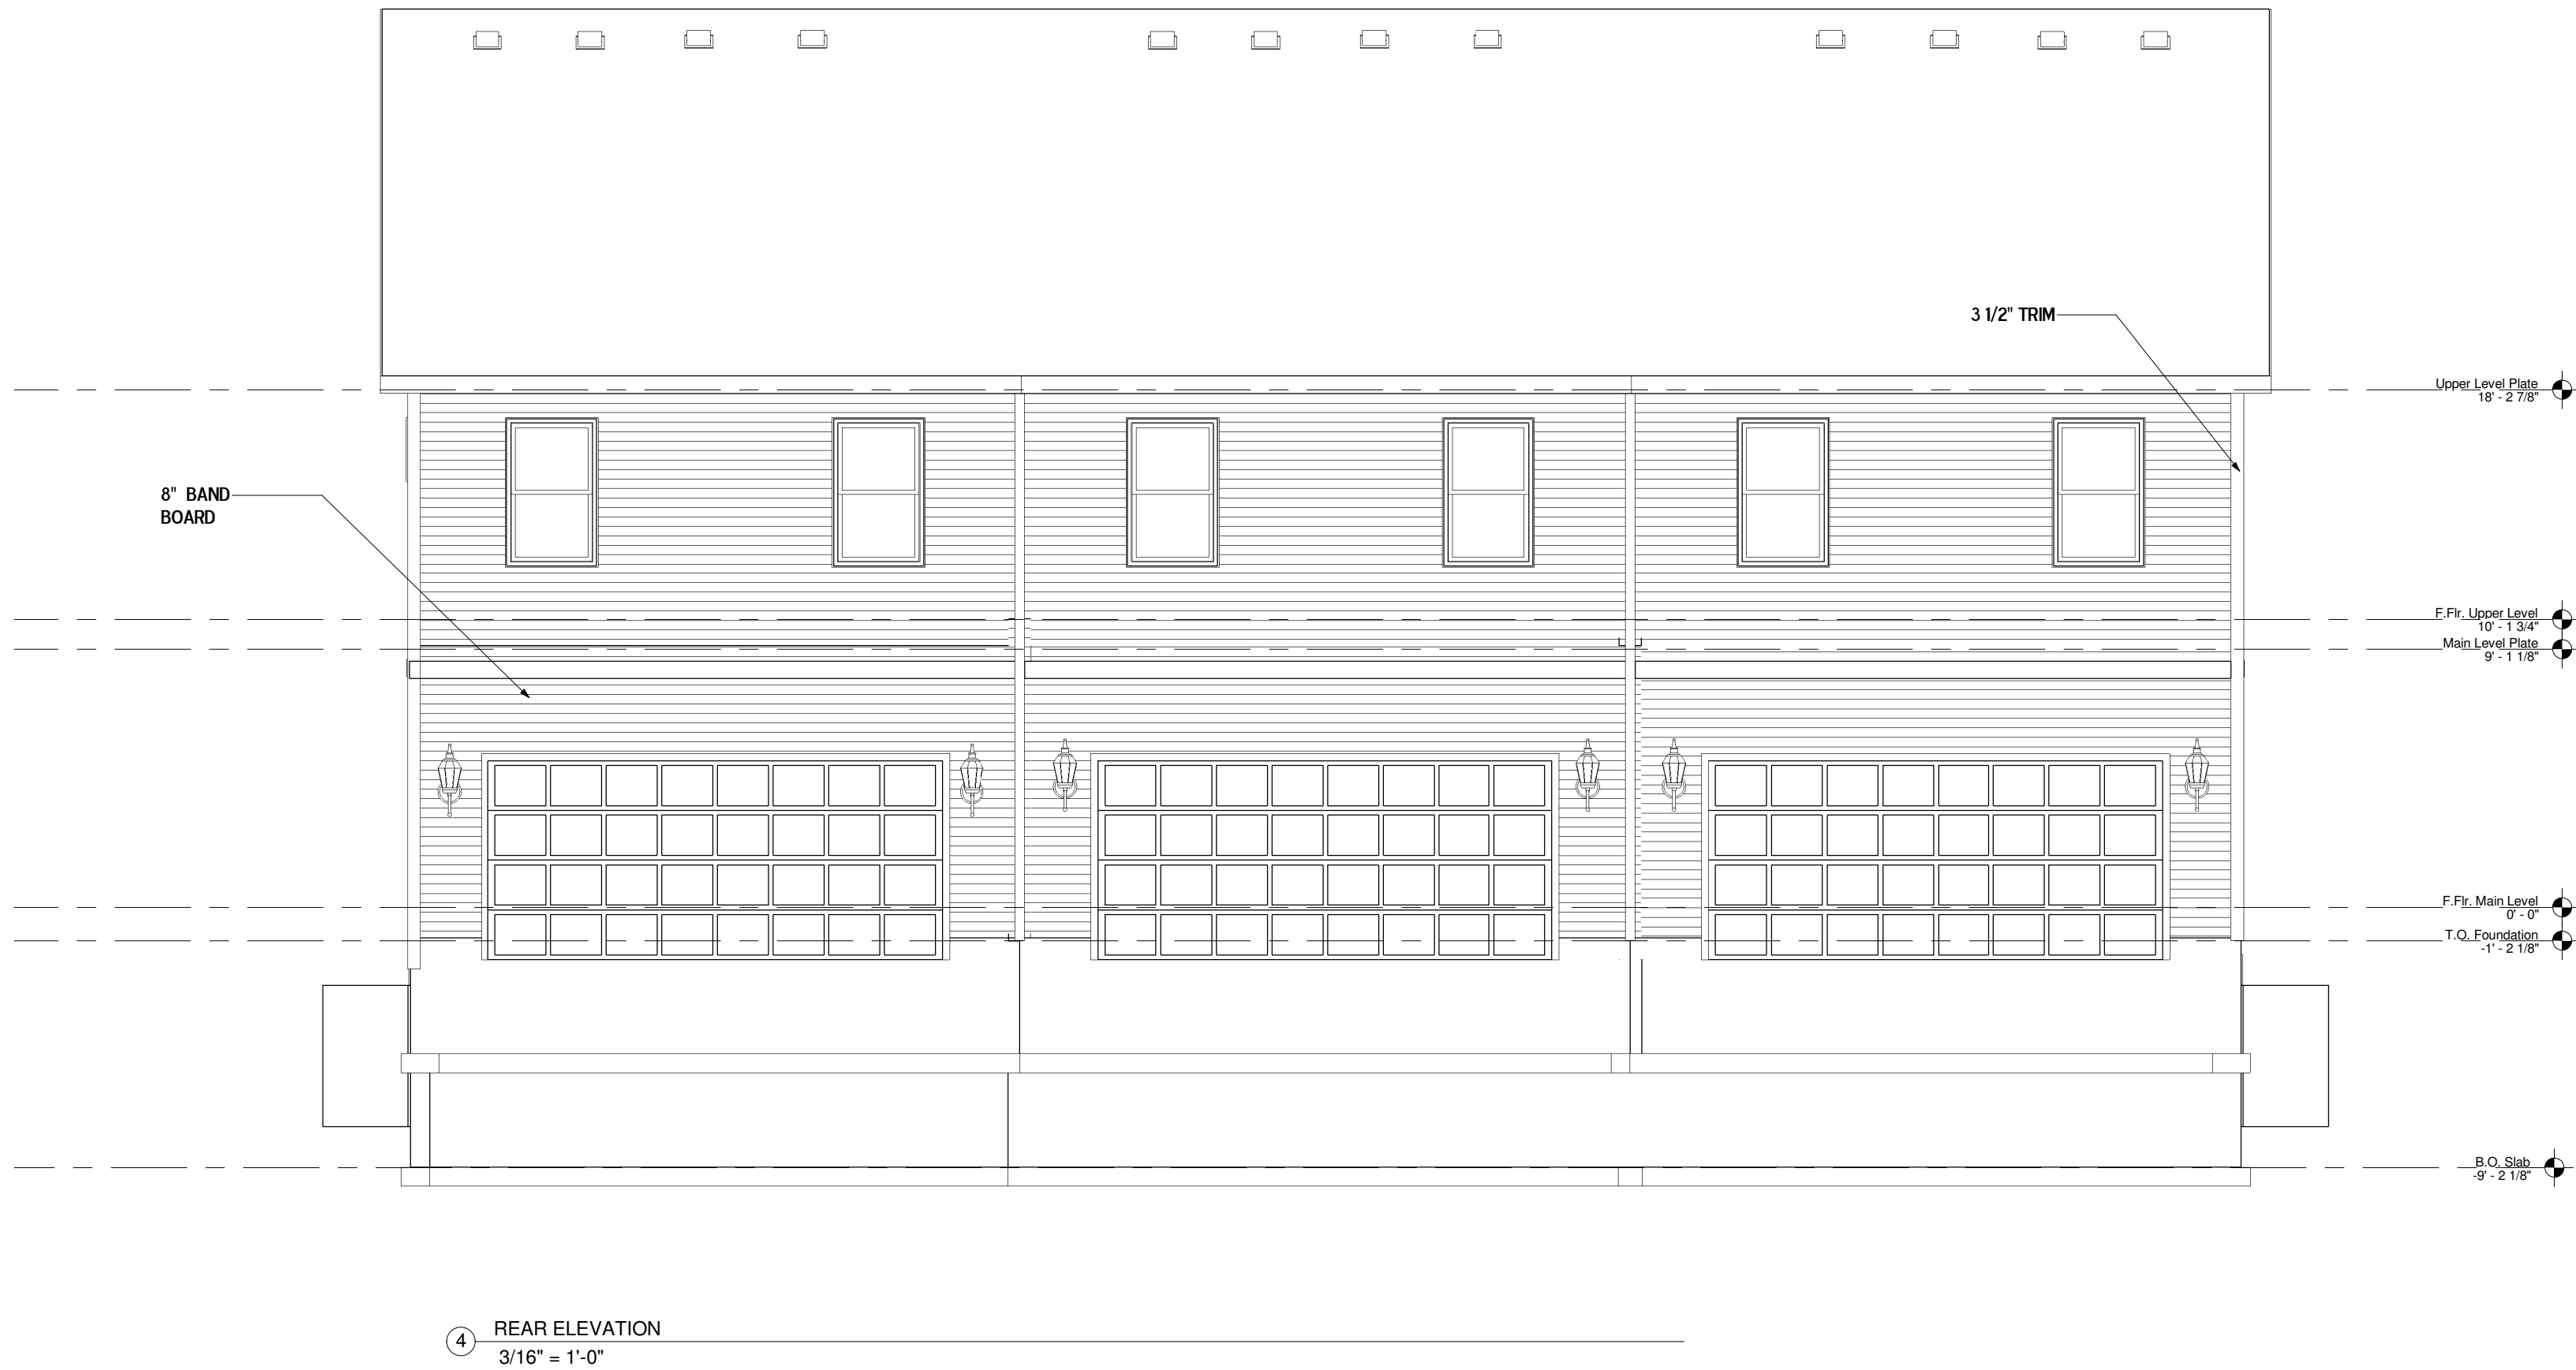 3 1/2" TRIM
Upper Level Plate
18' - 2 7/8"
8" BAND
BOARD
F.Flr. Upper Level
10' - 1 3/4"
Main Level Plate
9' - 1 1/8"
F.Flr. Main Level
0' - 0"
T.O. Foundation
-1' - 2 1/8"
B.O. Slab
-9' - 2 1/8"
4 REAR ELEVATION
3/16" = 1'-0"